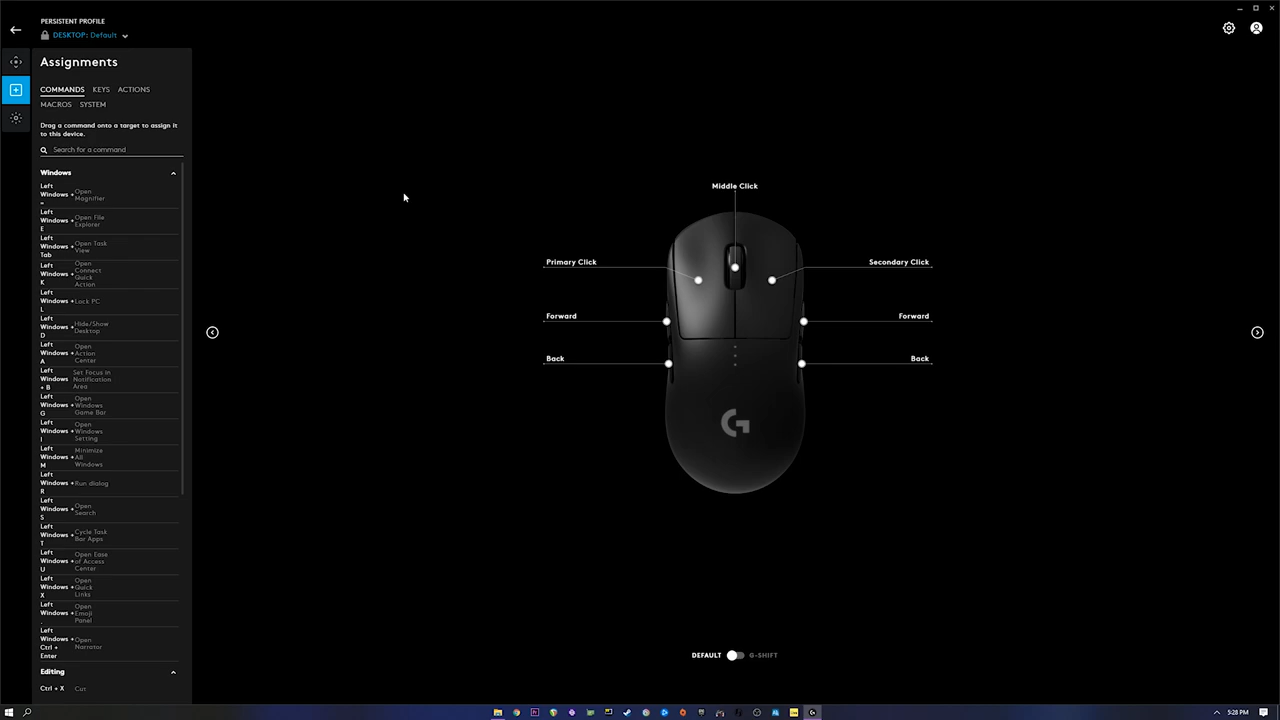 PERSISTENT PROFILE
DESKTOP: Default
Assignments
COMMANDS KEYS ACTIONS
MACROS SYSTEM
Drag a command onto a target to assign it
to this device.
Search for a command
Windows
Left
Windows +
=
Open
Magnifier
Left
Windows +
E
Open File
Explorer
Left
Windows +
Tab
Open Task
View
Left
Windows +
K
Open
Connect
Quick
Action
Left
Windows +
L
Lock PC
Left
Windows +
D
Hide/Show
Desktop
Left
Windows +
A
Open
Action
Center
Left
Windows
+ B
Set Focus in
Notification
Area
Left
Windows +
G
Open
Windows
Game Bar
Left
Windows +
I
Open
Windows
Setting
Left
Windows +
M
Minimize
All
Windows
Left
Windows +
R
Run dialog
Left
Windows +
S
Open
Search
Left
Windows +
T
Cycle Task
Bar Apps
Left
Windows +
U
Open Ease
of Access
Center
Left
Windows +
X
Open
Quick
Links
Left
Windows +
.
Open
Emoji
Panel
Left
Windows +
Ctrl +
Enter
Open
Narrator
Editing
Ctrl + X Cut
Middle Click
Primary Click
Secondary Click
Forward
Forward
Back
Back
DEFAULT G-SHIFT
5:28 PM